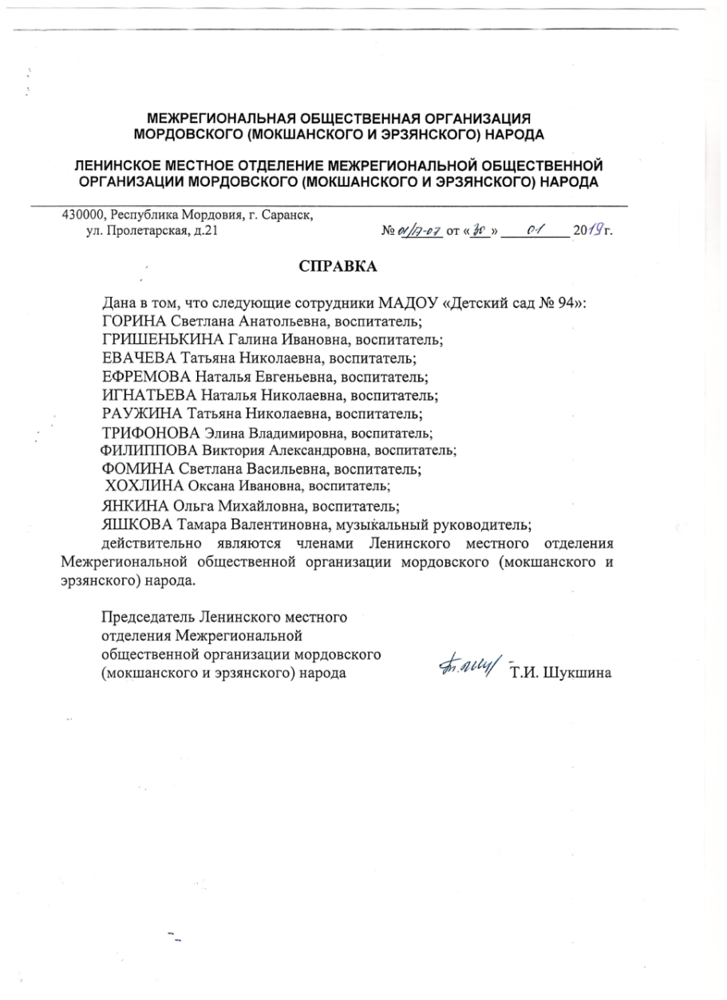 МЕЖРЕГИОНАЛЬНАЯ ОБЩЕСТВЕННАЯ ОРГАНИЗАЦИЯ
МОРДОВСКОГО (МОКШАНСКОГО И ЭРЗЯНСКОГО) НАРОДА
ЛЕНИНСКОЕ МЕСТНОЕ ОТДЕЛЕНИЕ МЕЖРЕГИОНАЛЬНОЙ ОБЩЕСТВЕННОЙ
ОРГАНИЗАЦИИ МОРДОВСКОГО (МОКШАНСКОГО И ЭРЗЯНСКОГО) НАРОДА
430000, Республика Мордовия, г. Саранск,
ул. Пролетарская, д.21
№ от «30» 01 2019г.
СПРАВКА
Дана в том, что следующие сотрудники МАДОУ «Детский сад № 94»:
ГОРИНА Светлана Анатольевна, воспитатель;
ГРИШЕНЬКИНА Галина Ивановна, воспитатель;
ЕВАЧЕВА Татьяна Николаевна, воспитатель;
ЕФРЕМОВА Наталья Евгеньевна, воспитатель;
ИГНАТЬЕВА Наталья Николаевна, воспитатель;
РАУЖИНА Татьяна Николаевна, воспитатель;
ТРИФОНОВА Элина Владимировна, воспитатель;
ФИЛИППОВА Виктория Александровна, воспитатель;
ФОМИНА Светлана Васильевна, воспитатель;
ХОХЛИНА Оксана Ивановна, воспитатель;
ЯНКИНА Ольга Михайловна, воспитатель;
ЯШКОВА Тамара Валентиновна, музыкальный руководитель;
действительно являются членами Ленинского местного отделения
Межрегиональной общественной организации мордовского (мокшанского и
эрзянского) народа.
Председатель Ленинского местного
отделения Межрегиональной
общественной организации мордовского
(мокшанского и эрзянского) народа
Т.И. Шукшина